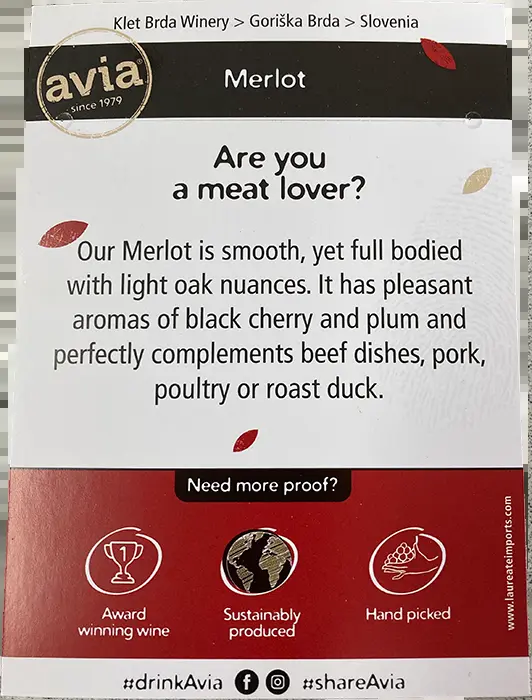 Klet Brda Winery > Goriška Brda > Slovenia
avia®
since 1979
Merlot
Are you
a meat lover?
Our Merlot is smooth, yet full bodied
with light oak nuances. It has pleasant
aromas of black cherry and plum and
perfectly complements beef dishes, pork,
poultry or roast duck.
Need more proof?
1
Award
winning wine
Sustainably
produced
Hand picked
www.laureateimports.com
#drinkAvia
#shareAvia